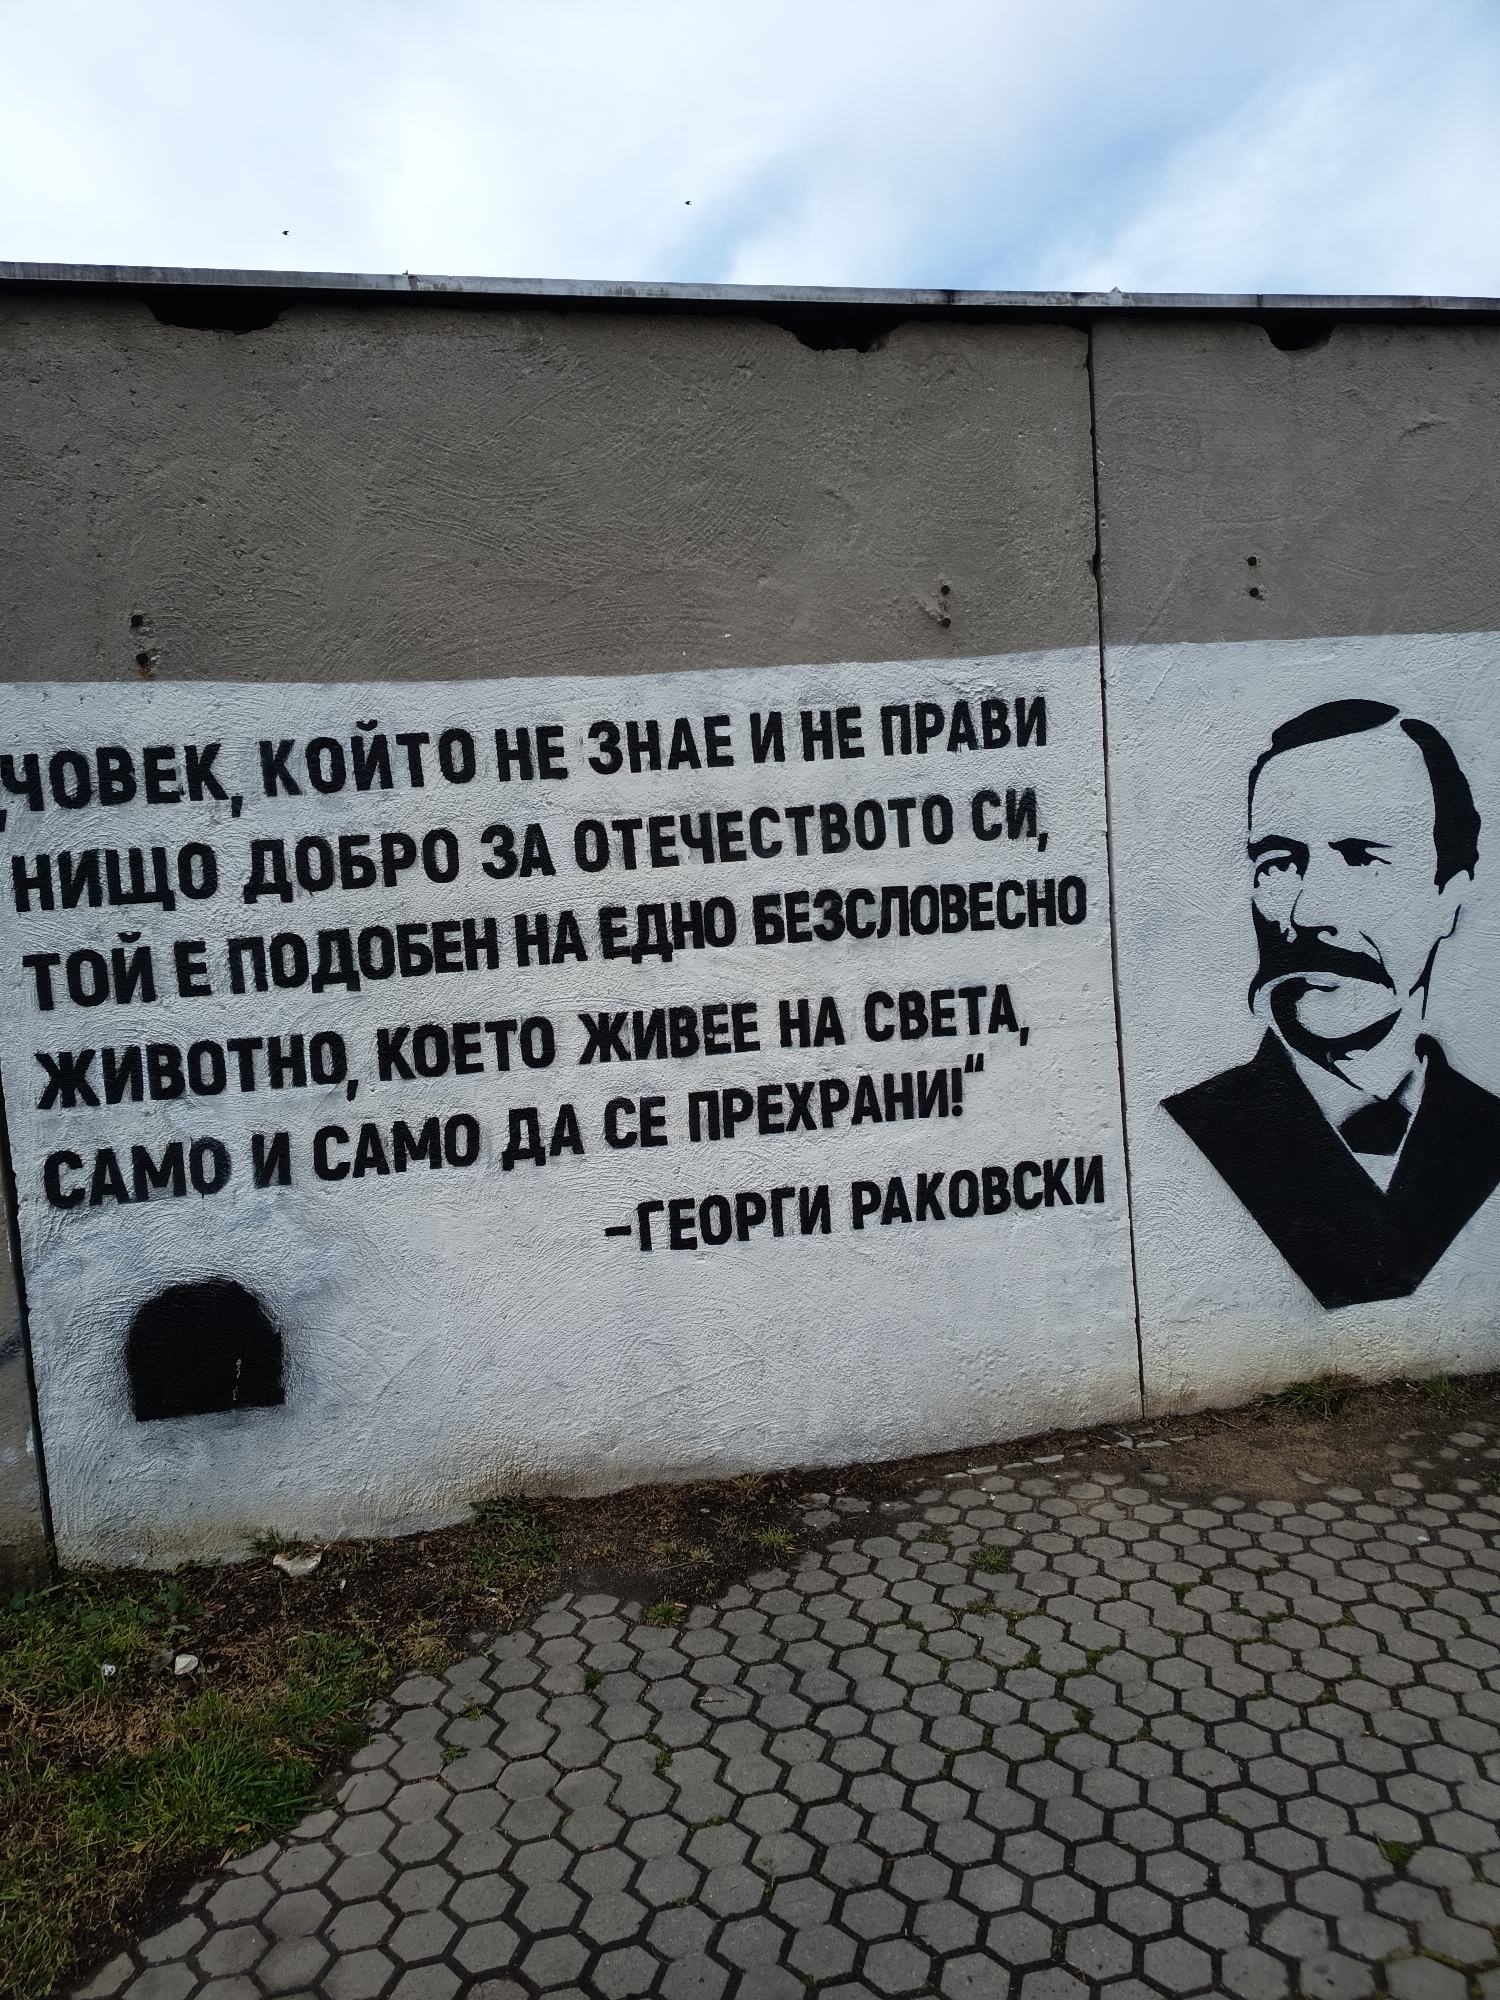 „ЧОВЕК, КОЙТО НЕ ЗНАЕ И НЕ ПРАВИ
НИЩО ДОБРО ЗА ОТЕЧЕСТВОТО СИ,
ТОЙ Е ПОДОБЕН НА ЕДНО БЕЗСЛОВЕСНО
ЖИВОТНО, КОЕТО ЖИВЕЕ НА СВЕТА,
САМО И САМО ДА СЕ ПРЕХРАНИ!“
–ГЕОРГИ РАКОВСКИ